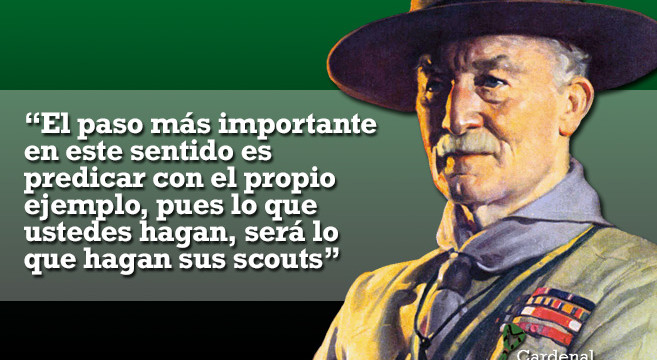 “El paso más importante
en este sentido es
predicar con el propio
ejemplo, pues lo que
ustedes hagan, será lo
que hagan sus scouts”
Cardenal